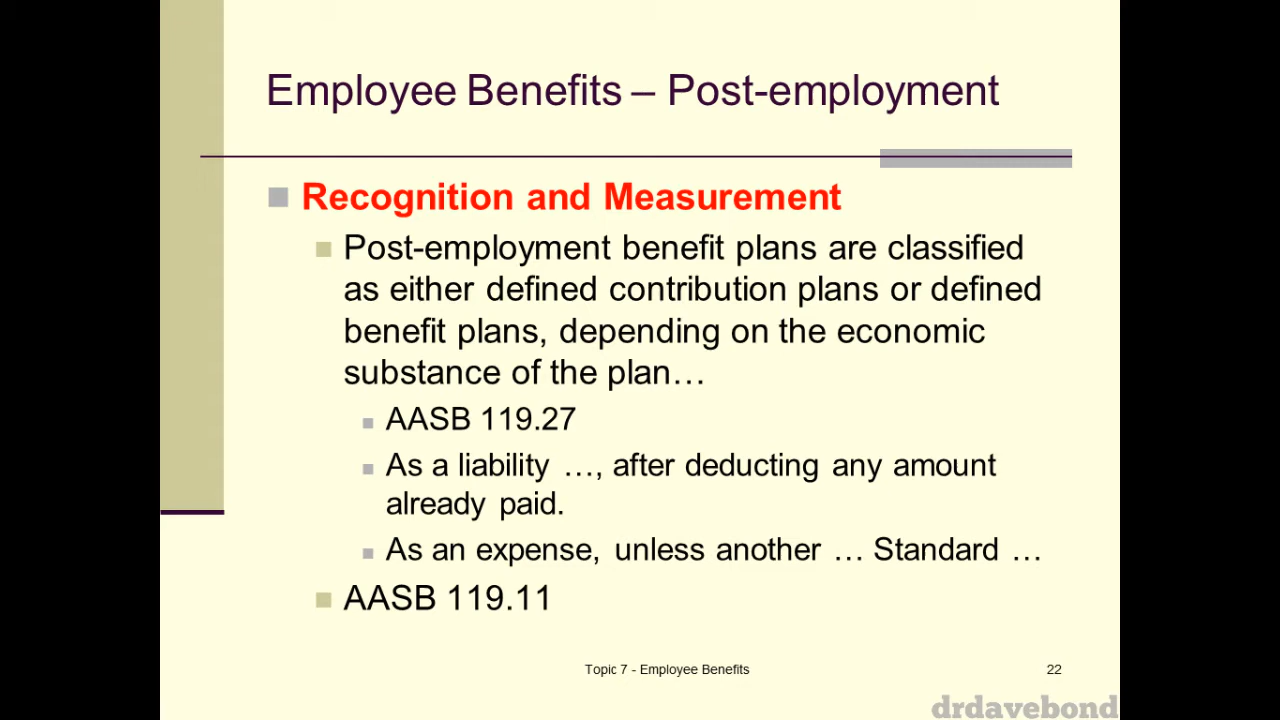 Employee Benefits – Post-employment
Recognition and Measurement
Post-employment benefit plans are classified
as either defined contribution plans or defined
benefit plans, depending on the economic
substance of the plan…
AASB 119.27
As a liability …, after deducting any amount
already paid.
As an expense, unless another … Standard …
AASB 119.11
Topic 7 - Employee Benefits
22
drdavebond